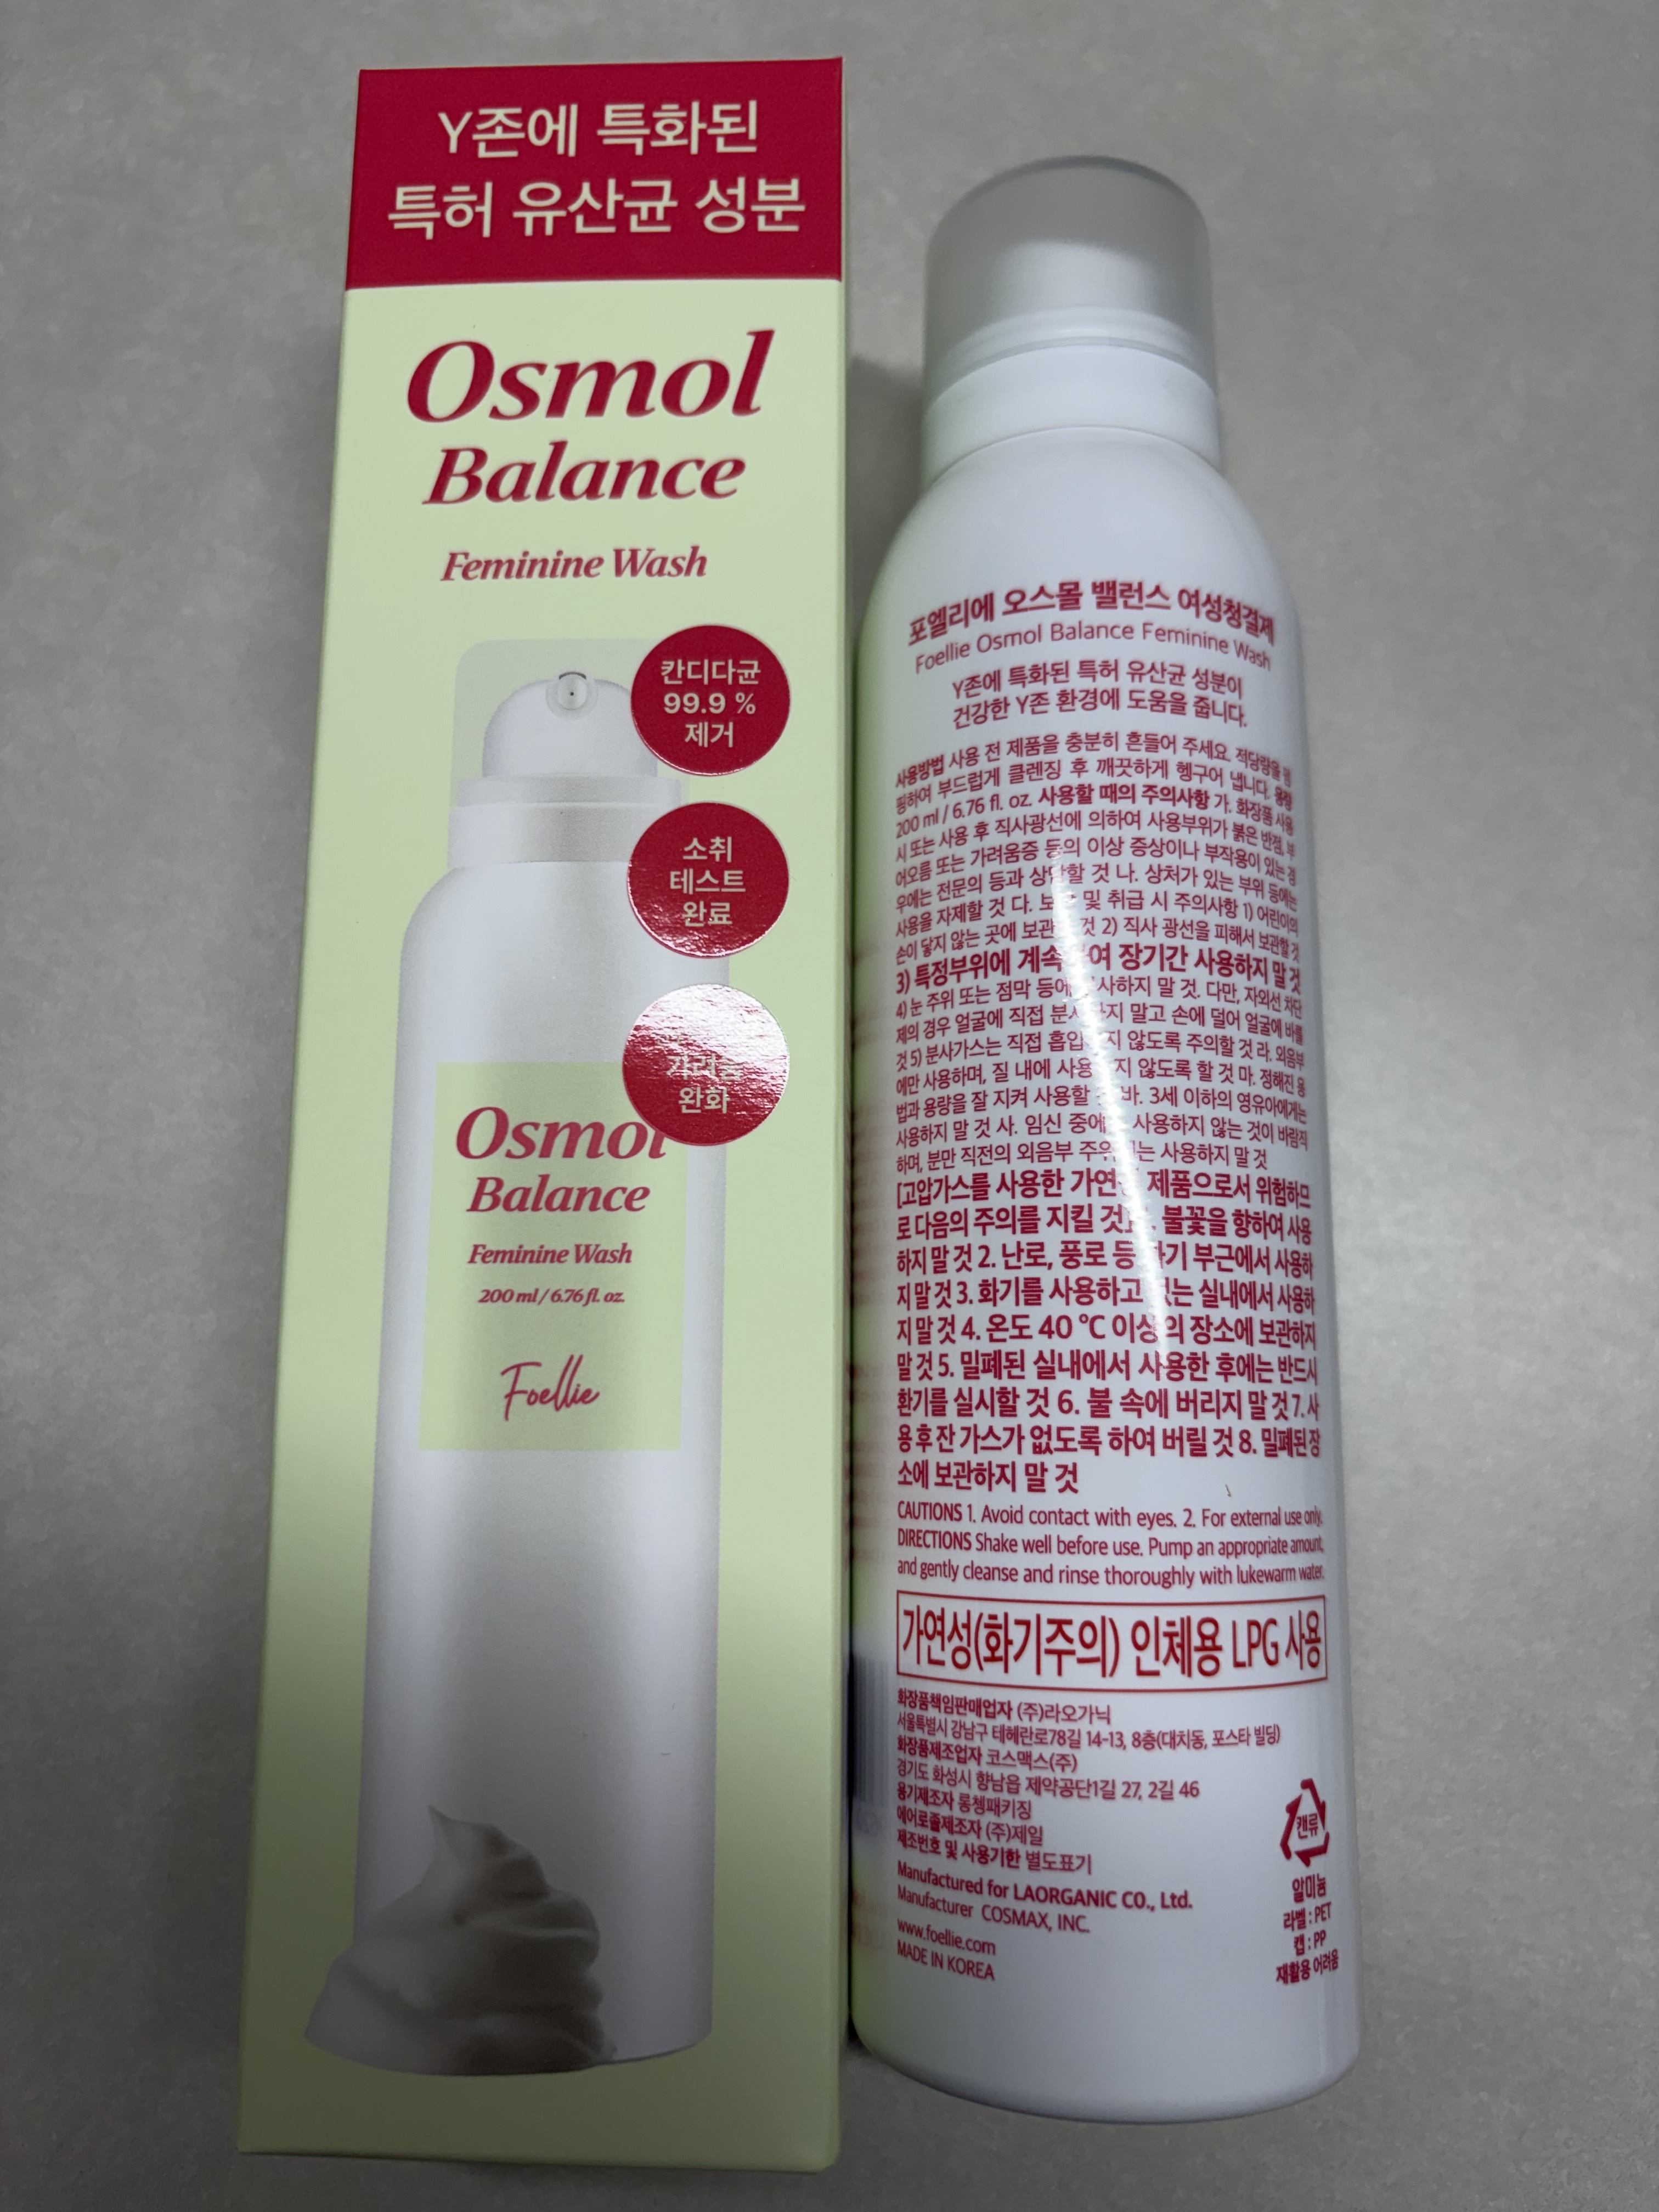 Y존에 특화된
특허 유산균 성분
Osmol
Balance
Feminine Wash
칸디다균
99.9 %
제거
소취
테스트
완료
가려움
완화
Osmol
Balance
Feminine Wash
200 ml / 6.76 fl. oz.
Foellie
포엘리에 오스몰 밸런스 여성청결제
Foellie Osmol Balance Feminine Wash
Y존에 특화된 특허 유산균 성분이
건강한 Y존 환경에 도움을 줍니다.
사용방법 사용 전 제품을 충분히 흔들어 주세요. 적당량을 펌
핑하여 부드럽게 클렌징 후 깨끗하게 헹구어 냅니다. 용량
200 ml / 6.76 fl. oz. 사용할 때의 주의사항 가. 화장품 사용
시 또는 사용 후 직사광선에 의하여 사용부위가 붉은 반점, 부
어오름 또는 가려움증 등의 이상 증상이나 부작용이 있는 경
우에는 전문의 등과 상담할 것 나. 상처가 있는 부위 등에는
사용을 자제할 것 다. 보관 및 취급 시 주의사항 1) 어린이의
손이 닿지 않는 곳에 보관할 것 2) 직사 광선을 피해서 보관할 것
3) 특정부위에 계속하여 장기간 사용하지 말 것
4) 눈 주위 또는 점막 등에 분사하지 말 것. 다만, 자외선 차단
제의 경우 얼굴에 직접 분사하지 말고 손에 덜어 얼굴에 바를
것 5) 분사가스는 직접 흡입하지 않도록 주의할 것 라. 외음부
에만 사용하며, 질 내에 사용하지 않도록 할 것 마. 정해진 용
법과 용량을 잘 지켜 사용할 것 바. 3세 이하의 영유아에게는
사용하지 말 것 사. 임신 중에는 사용하지 않는 것이 바람직
하며, 분만 직전의 외음부 주위에는 사용하지 말 것
[고압가스를 사용한 가연성 제품으로서 위험하므
로 다음의 주의를 지킬 것] 1. 불꽃을 향하여 사용
하지 말 것 2. 난로, 풍로 등 화기 부근에서 사용하
지 말 것 3. 화기를 사용하고 있는 실내에서 사용하
지 말 것 4. 온도 40 ℃ 이상의 장소에 보관하지
말 것 5. 밀폐된 실내에서 사용한 후에는 반드시
환기를 실시할 것 6. 불 속에 버리지 말 것 7. 사
용 후 잔 가스가 없도록 하여 버릴 것 8. 밀폐된 장
소에 보관하지 말 것
CAUTIONS 1. Avoid contact with eyes. 2. For external use only.
DIRECTIONS Shake well before use. Pump an appropriate amount,
and gently cleanse and rinse thoroughly with lukewarm water.
가연성(화기주의) 인체용 LPG 사용
화장품책임판매업자 (주)라오가닉
서울특별시 강남구 테헤란로78길 14-13, 8층(대치동, 포스타 빌딩)
화장품제조업자 코스맥스(주)
경기도 화성시 향남읍 제약공단1길 27, 2길 46
용기제조자 롱쳉패키징
에어로졸제조자 (주)제일
제조번호 및 사용기한 별도표기
Manufactured for LAORGANIC CO., Ltd.
Manufacturer COSMAX, INC.
www.foellie.com
MADE IN KOREA
캔류
알미늄
라벨 : PET
캡 : PP
재활용 어려움